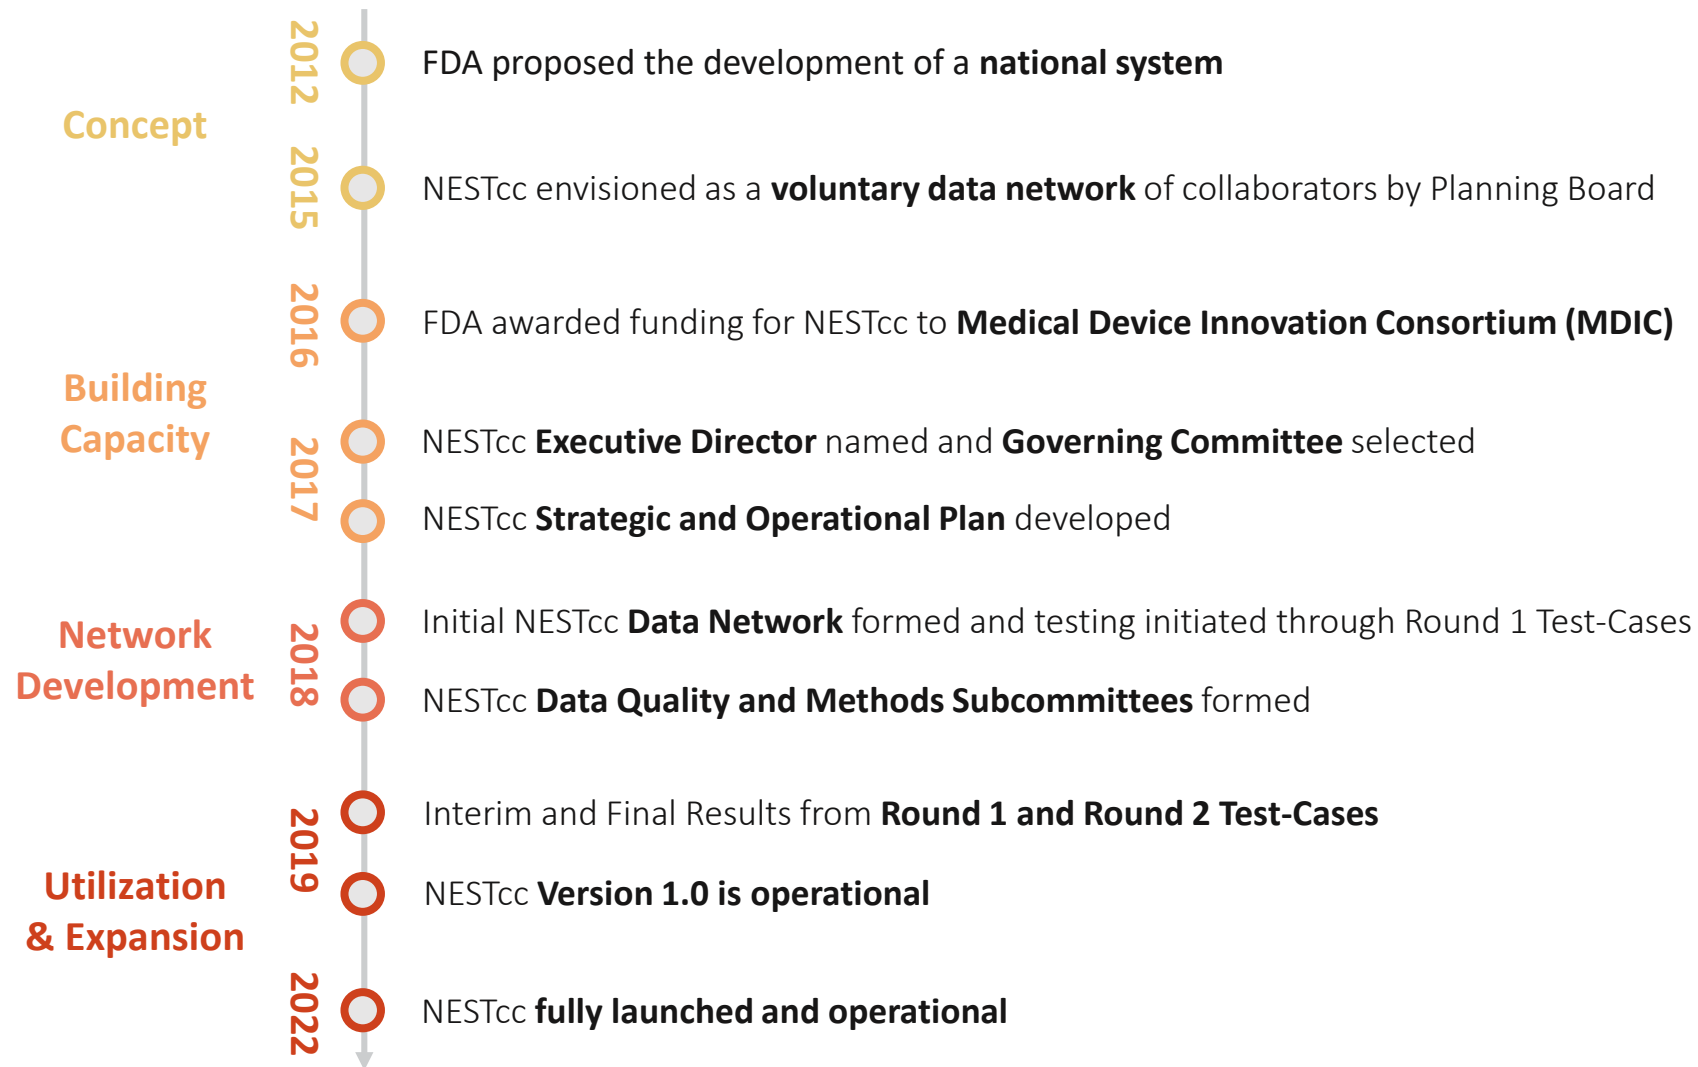 Concept
2012
FDA proposed the development of a national system
2015
NESTcc envisioned as a voluntary data network of collaborators by Planning Board
Building
Capacity
2016
FDA awarded funding for NESTcc to Medical Device Innovation Consortium (MDIC)
2017
NESTcc Executive Director named and Governing Committee selected
NESTcc Strategic and Operational Plan developed
Network
Development
2018
Initial NESTcc Data Network formed and testing initiated through Round 1 Test-Cases
NESTcc Data Quality and Methods Subcommittees formed
Utilization
& Expansion
2019
Interim and Final Results from Round 1 and Round 2 Test-Cases
NESTcc Version 1.0 is operational
2022
NESTcc fully launched and operational